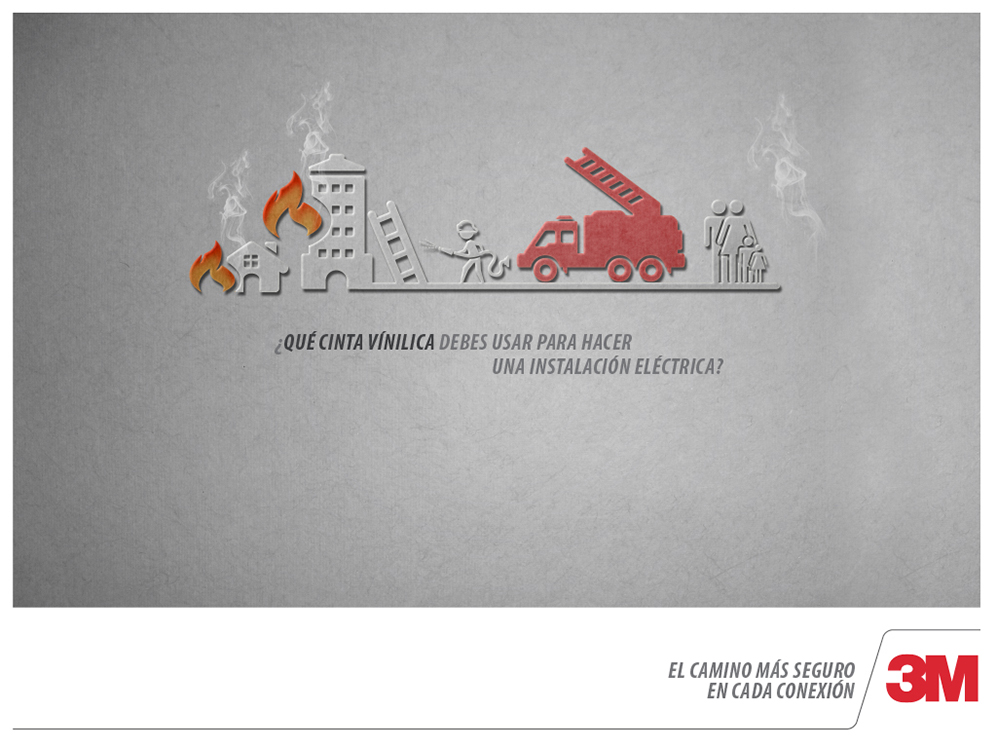 ¿QUÉ CINTA VÍNILICA DEBES USAR PARA HACER
UNA INSTALACIÓN ELÉCTRICA?
EL CAMINO MÁS SEGURO
EN CADA CONEXIÓN
3M